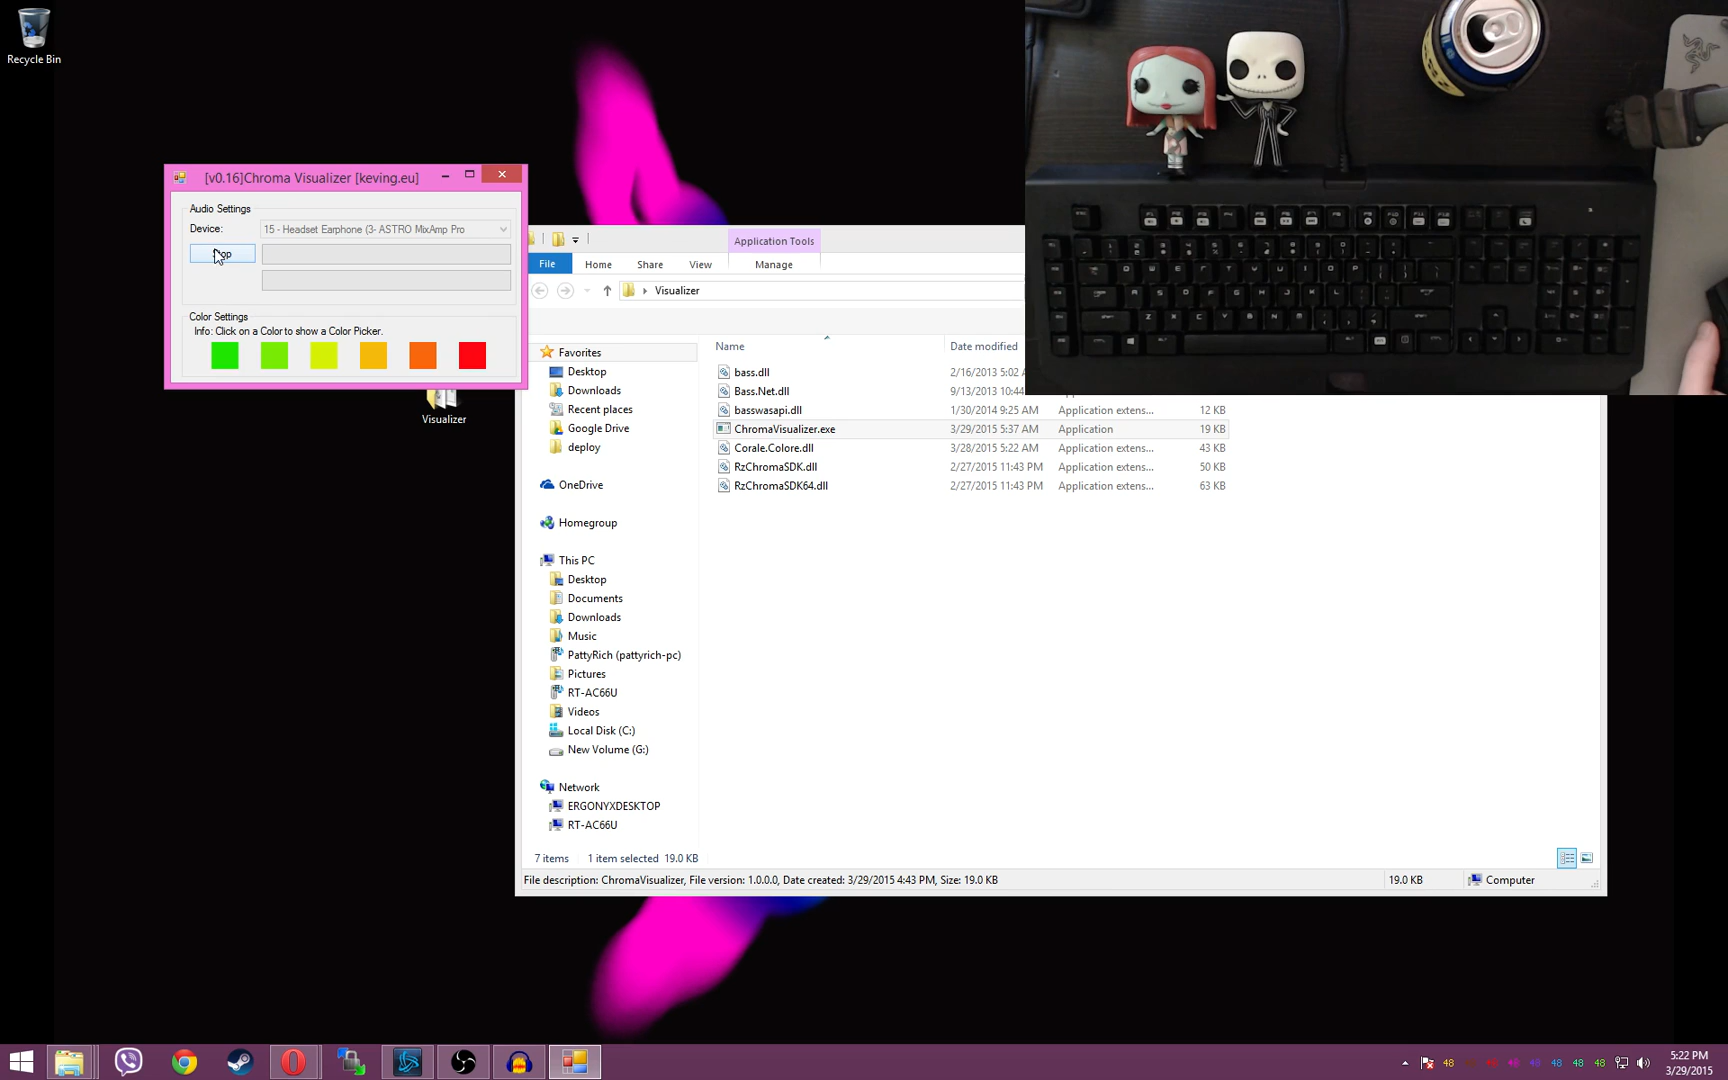 Recycle Bin
[v0.16]Chroma Visualizer [keving.eu]
Audio Settings
Device:
15 - Headset Earphone (3- ASTRO MixAmp Pro
Color Settings
Info: Click on a Color to show a Color Picker.
Visualizer
Application Tools
File
Home
Share
View
Manage
Visualizer
Name
Date modified
Favorites
Desktop
Downloads
Recent places
Google Drive
deploy
OneDrive
Homegroup
This PC
Desktop
Documents
Downloads
Music
PattyRich (pattyrich-pc)
Pictures
RT-AC66U
Videos
Local Disk (C:)
New Volume (G:)
Network
ERGONYXDESKTOP
RT-AC66U
bass.dll 2/16/2013 5:02
Bass.Net.dll 9/13/2013 10:44
basswasapi.dll 1/30/2014 9:25 AM Application extens... 12 KB
ChromaVisualizer.exe 3/29/2015 5:37 AM Application 19 KB
Corale.Colore.dll 3/28/2015 5:22 AM Application extens... 43 KB
RzChromaSDK.dll 2/27/2015 11:43 PM Application extens... 50 KB
RzChromaSDK64.dll 2/27/2015 11:43 PM Application extens... 63 KB
7 items 1 item selected 19.0 KB
File description: ChromaVisualizer, File version: 1.0.0.0, Date created: 3/29/2015 4:43 PM, Size: 19.0 KB
19.0 KB
Computer
48 48 48 48 48 48
5:22 PM
3/29/2015